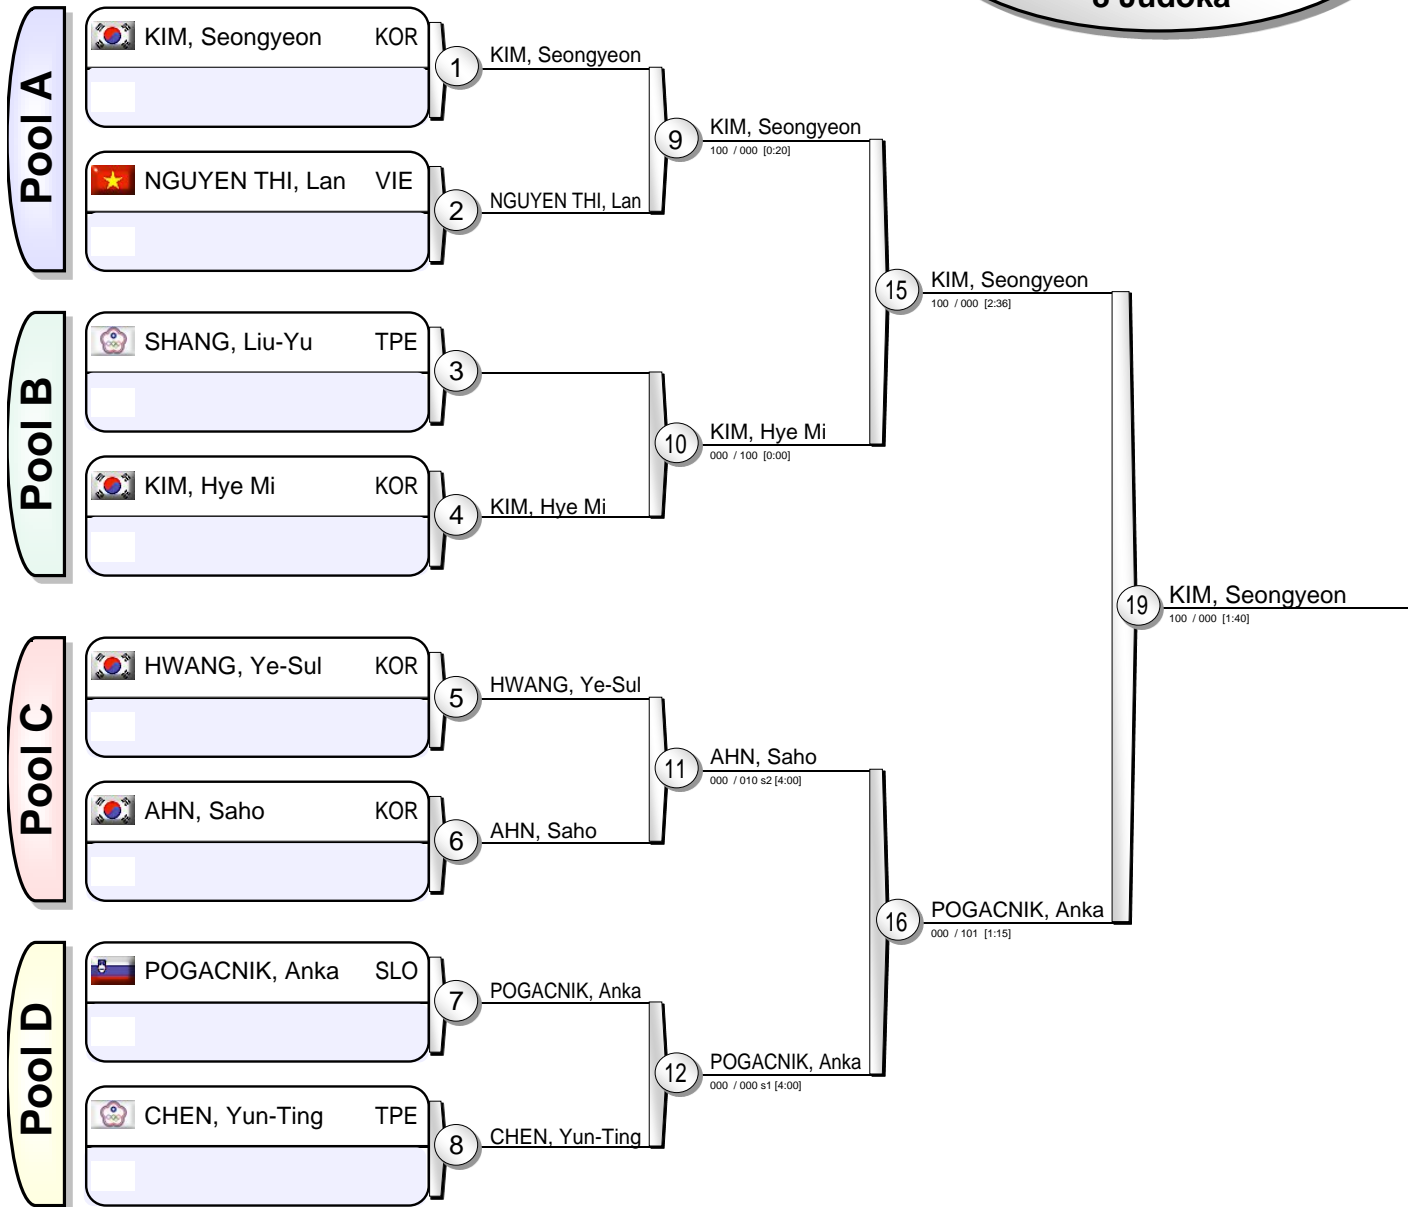 8 Judoka
Pool A
KIM, Seongyeon KOR
1
KIM, Seongyeon
NGUYEN THI, Lan VIE
2
NGUYEN THI, Lan
9
KIM, Seongyeon
100 / 000 [0:20]
Pool B
SHANG, Liu-Yu TPE
3
KIM, Hye Mi KOR
4
KIM, Hye Mi
10
KIM, Hye Mi
000 / 100 [0:00]
15
KIM, Seongyeon
100 / 000 [2:36]
Pool C
HWANG, Ye-Sul KOR
5
HWANG, Ye-Sul
AHN, Saho KOR
6
AHN, Saho
11
AHN, Saho
000 / 010 s2 [4:00]
Pool D
POGACNIK, Anka SLO
7
POGACNIK, Anka
CHEN, Yun-Ting TPE
8
CHEN, Yun-Ting
12
POGACNIK, Anka
000 / 000 s1 [4:00]
16
POGACNIK, Anka
000 / 101 [1:15]
19
KIM, Seongyeon
100 / 000 [1:40]